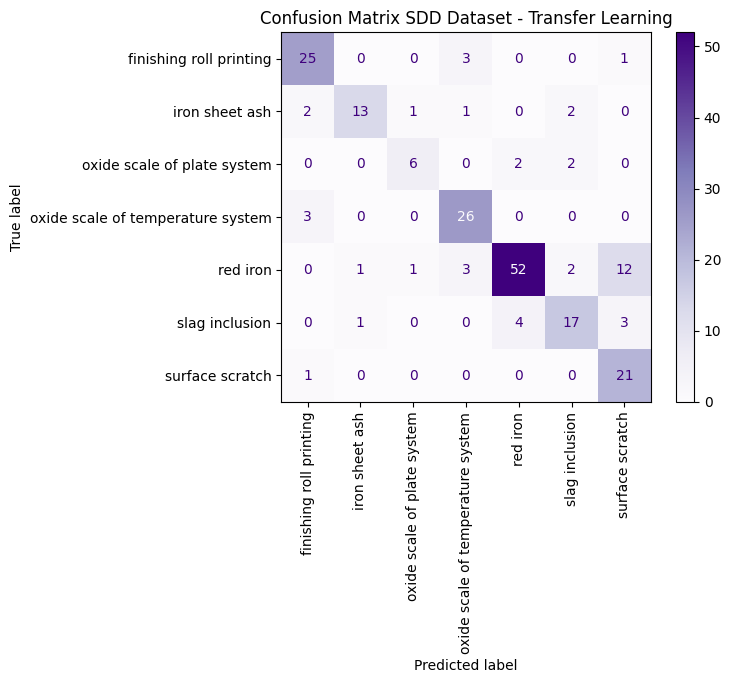 Confusion Matrix SDD Dataset - Transfer Learning
True label
finishing roll printing 25 0 0 3 0 0 1
iron sheet ash 2 13 1 1 0 2 0
oxide scale of plate system 0 0 6 0 2 2 0
oxide scale of temperature system 3 0 0 26 0 0 0
red iron 0 1 1 3 52 2 12
slag inclusion 0 1 0 0 4 17 3
surface scratch 1 0 0 0 0 0 21
finishing roll printing
iron sheet ash
oxide scale of plate system
oxide scale of temperature system
red iron
slag inclusion
surface scratch
Predicted label
50
40
30
20
10
0